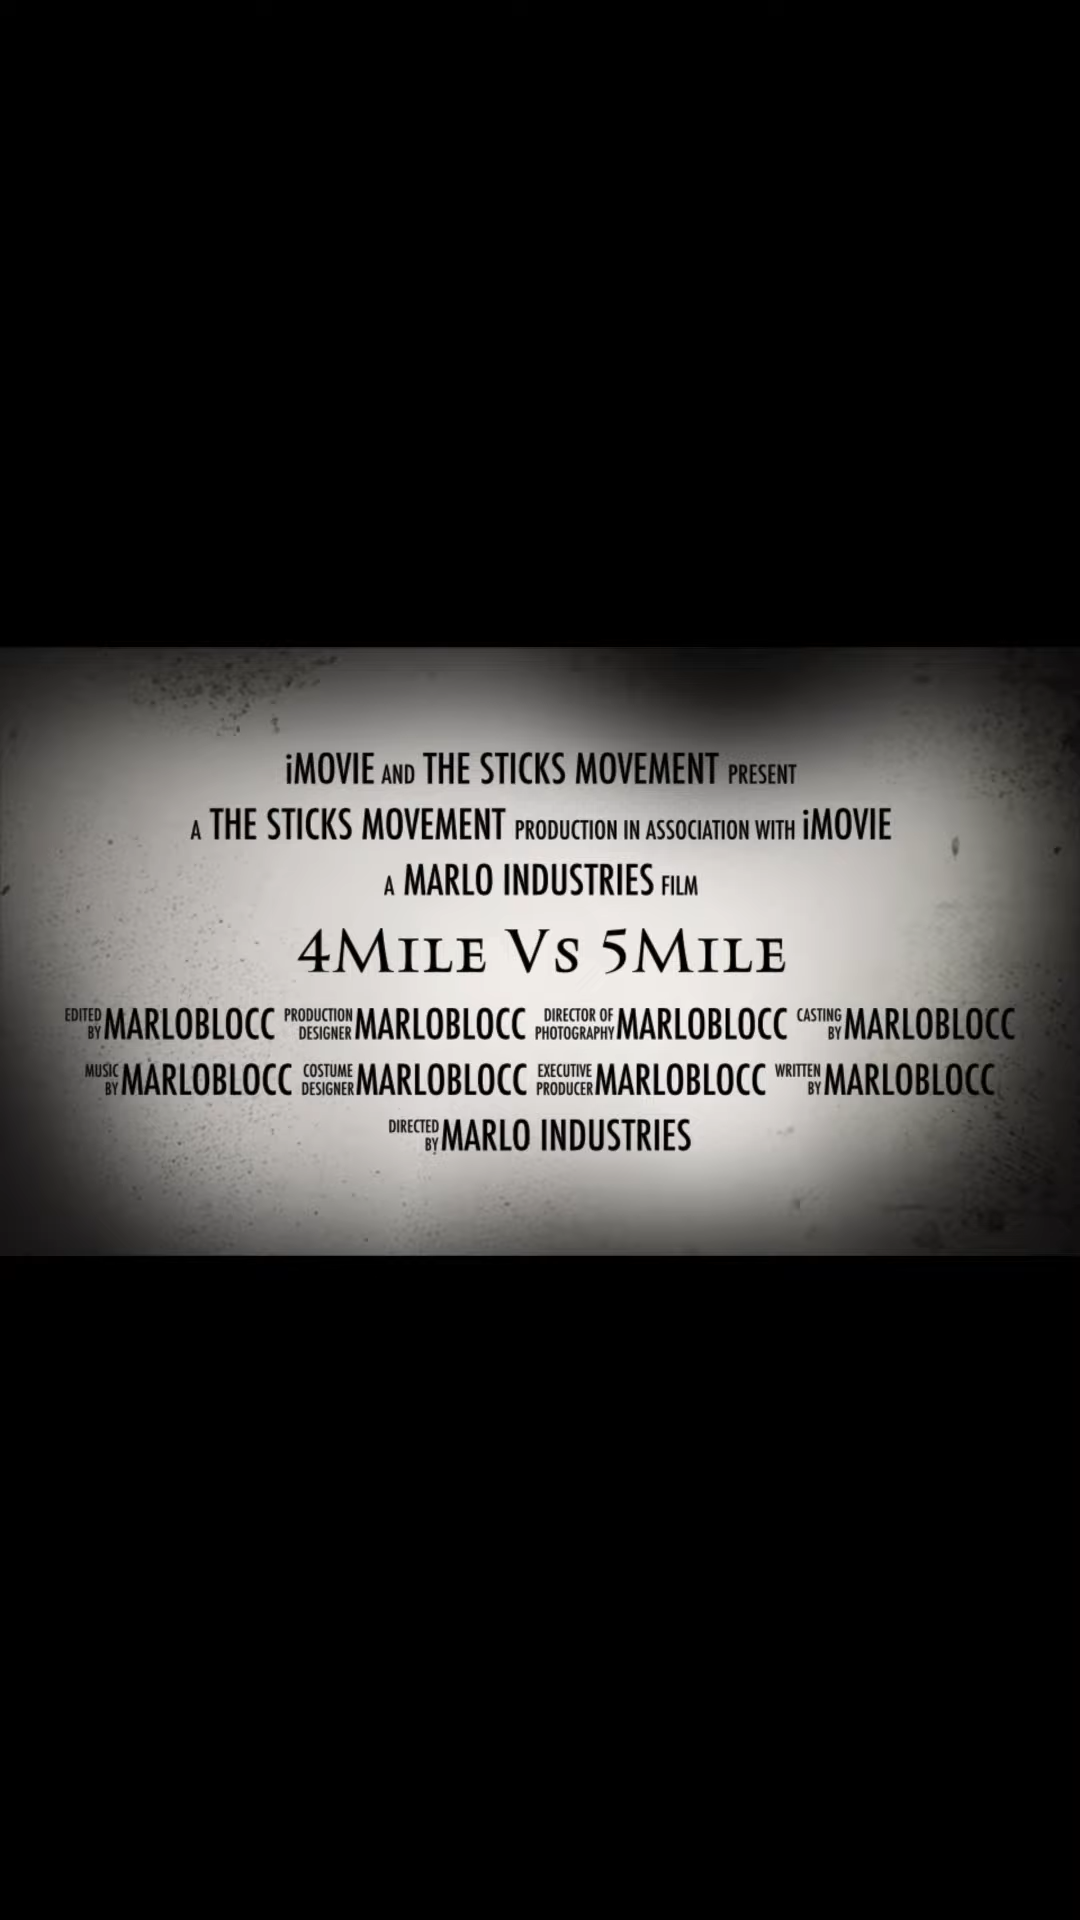 iMOVIE AND THE STICKS MOVEMENT PRESENT
A THE STICKS MOVEMENT PRODUCTION IN ASSOCIATION WITH iMOVIE
A MARLO INDUSTRIES FILM
4MILE VS 5MILE
EDITED BY MARLOBLOCC PRODUCTION DESIGNER MARLOBLOCC DIRECTOR OF PHOTOGRAPHY MARLOBLOCC CASTING BY MARLOBLOCC
MUSIC BY MARLOBLOCC COSTUME DESIGNER MARLOBLOCC EXECUTIVE PRODUCER MARLOBLOCC WRITTEN BY MARLOBLOCC
DIRECTED BY MARLO INDUSTRIES